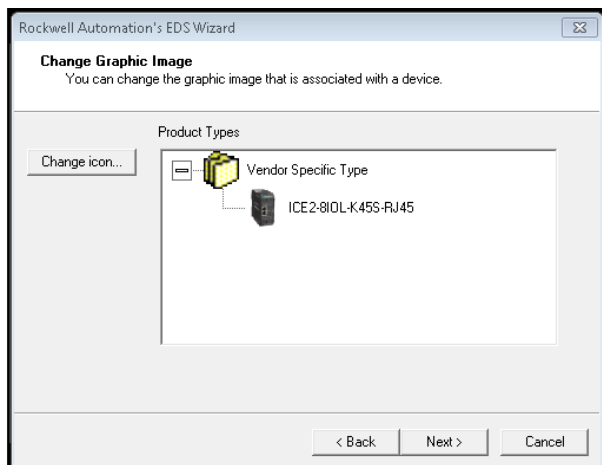 Rockwell Automation's EDS Wizard
Change Graphic Image
You can change the graphic image that is associated with a device.
Product Types
Change icon...
Vendor Specific Type
ICE2-8IOL-K45S-RJ45
< Back
Next >
Cancel